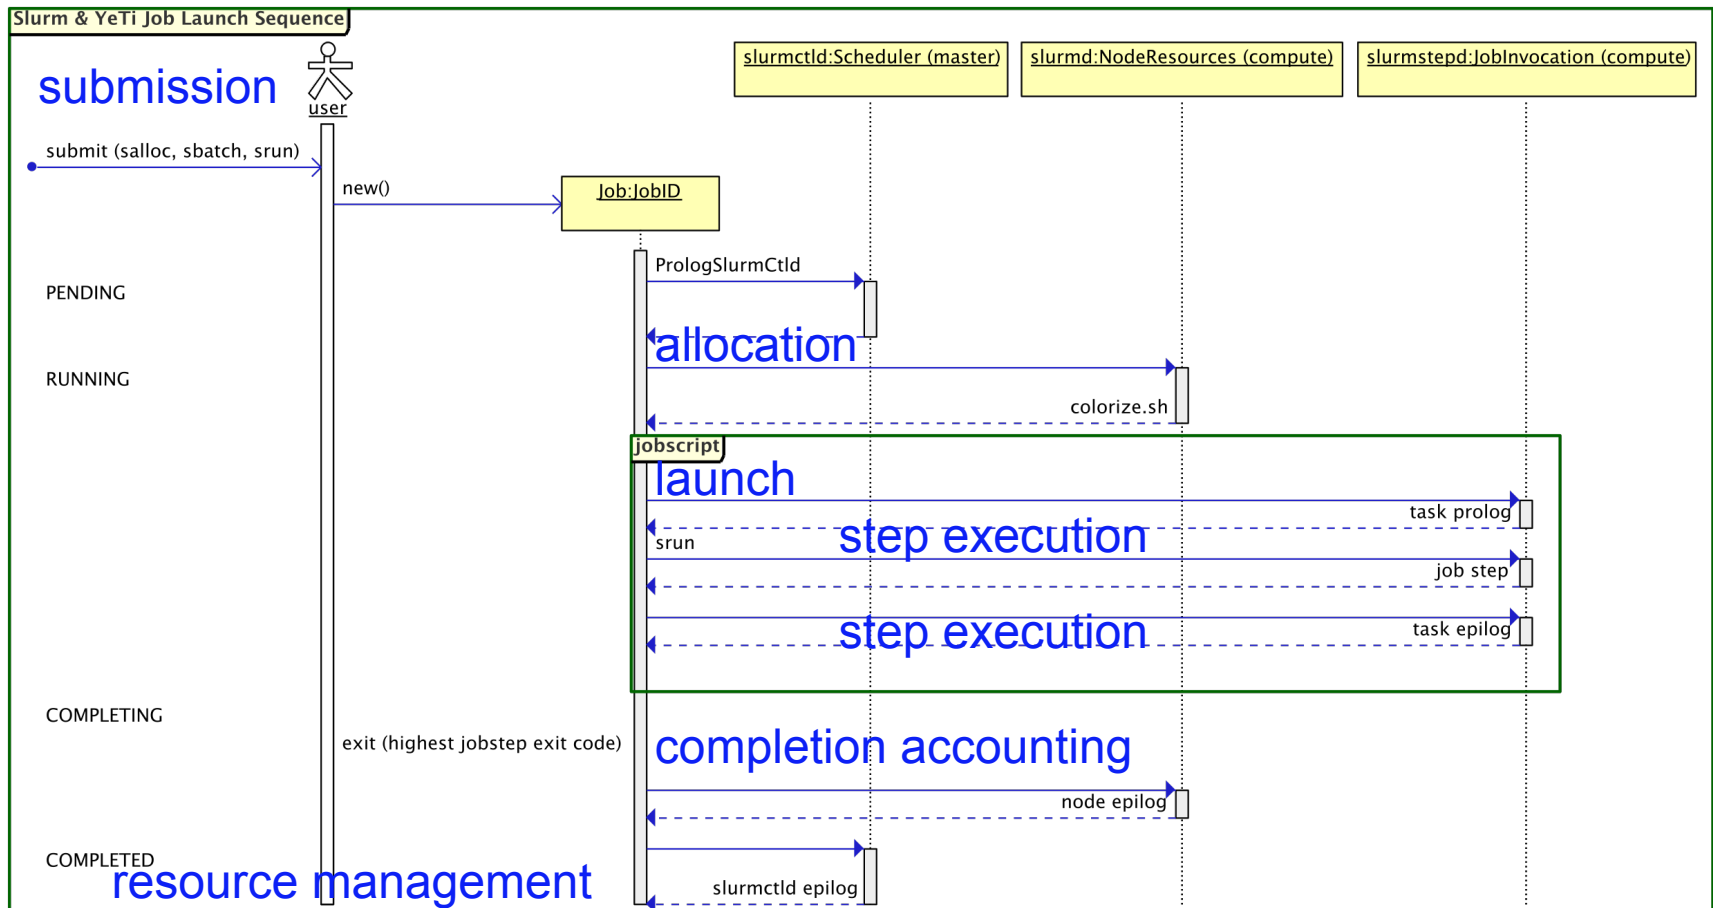 Slurm & YeTi Job Launch Sequence
slurmctld:Scheduler (master)
slurmd:NodeResources (compute)
slurmstepd:JobInvocation (compute)
submission
user
submit (salloc, sbatch, srun)
new()
Job:JobID
PrologSlurmCtld
PENDING
allocation
RUNNING
colorize.sh
jobscript
launch
task prolog
step execution
srun
job step
step execution
task epilog
COMPLETING
exit (highest jobstep exit code)
completion accounting
node epilog
COMPLETED
resource management
slurmctld epilog